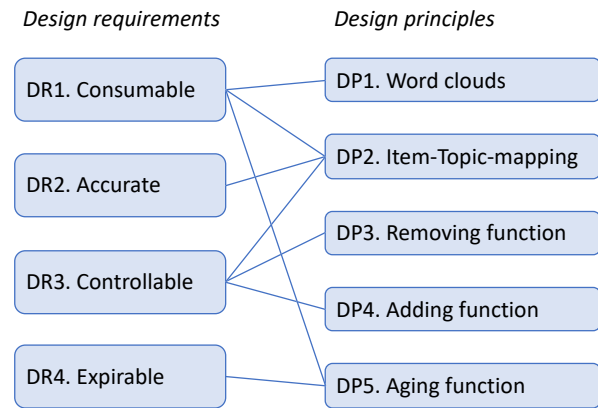 Design requirements
Design principles
DR1. Consumable
DR2. Accurate
DR3. Controllable
DR4. Expirable
DP1. Word clouds
DP2. Item-Topic-mapping
DP3. Removing function
DP4. Adding function
DP5. Aging function